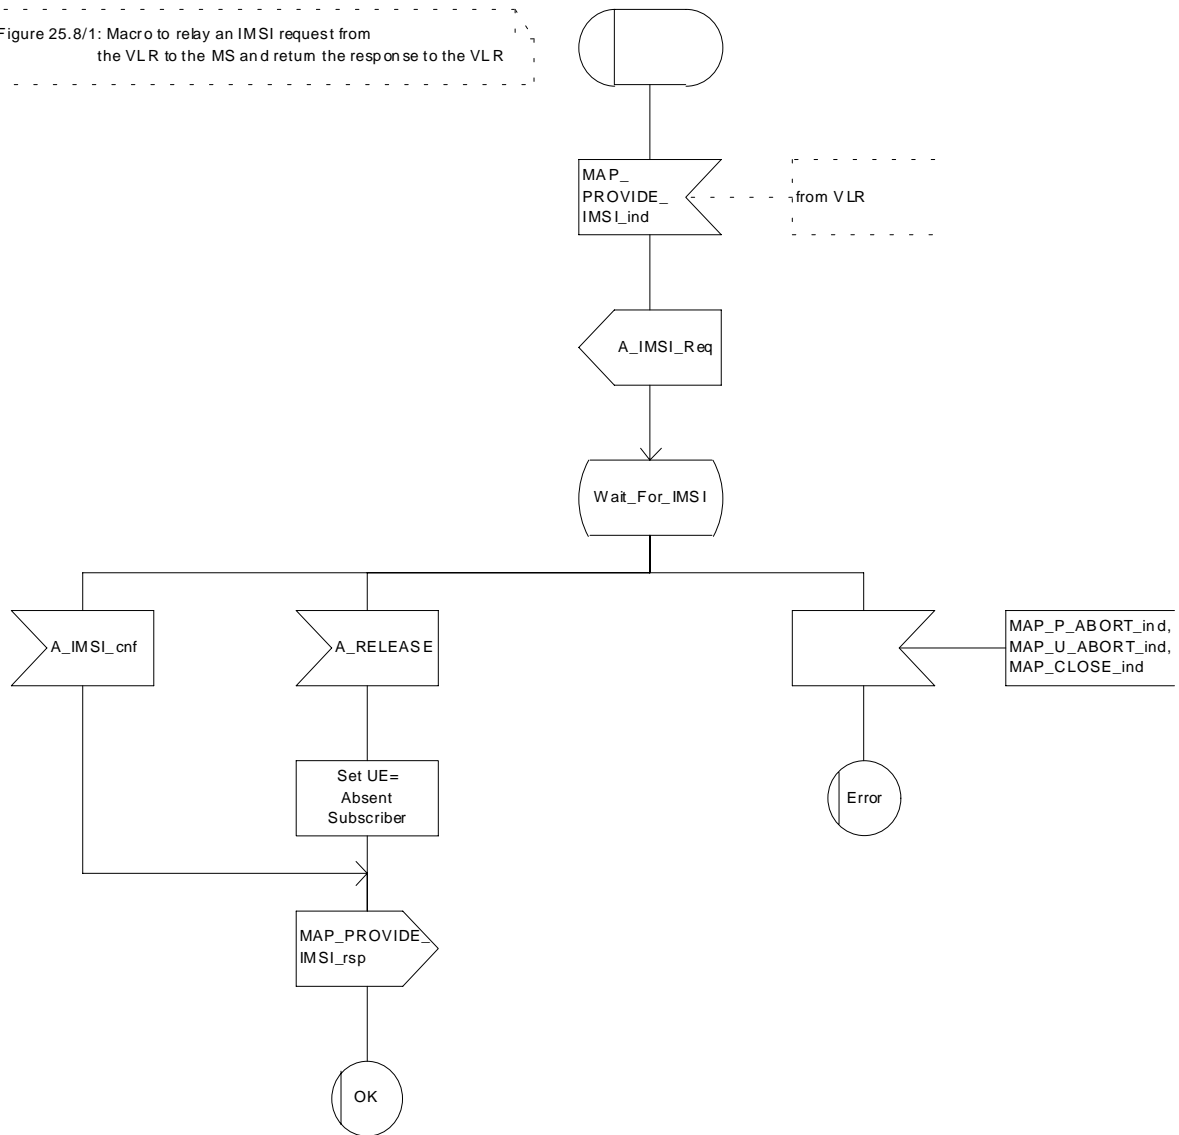 Figure 25.8/1: Macro to relay an IMSI request from
the VLR to the MS and return the response to the VLR
MAP_
PROVIDE_
IMSI_ind
from VLR
A_IMSI_Req
Wait_For_IMSI
A_IMSI_cnf
A_RELEASE
MAP_P_ABORT_ind,
MAP_U_ABORT_ind,
MAP_CLOSE_ind
Set UE=
Absent
Subscriber
Error
MAP_PROVIDE_
IMSI_rsp
OK